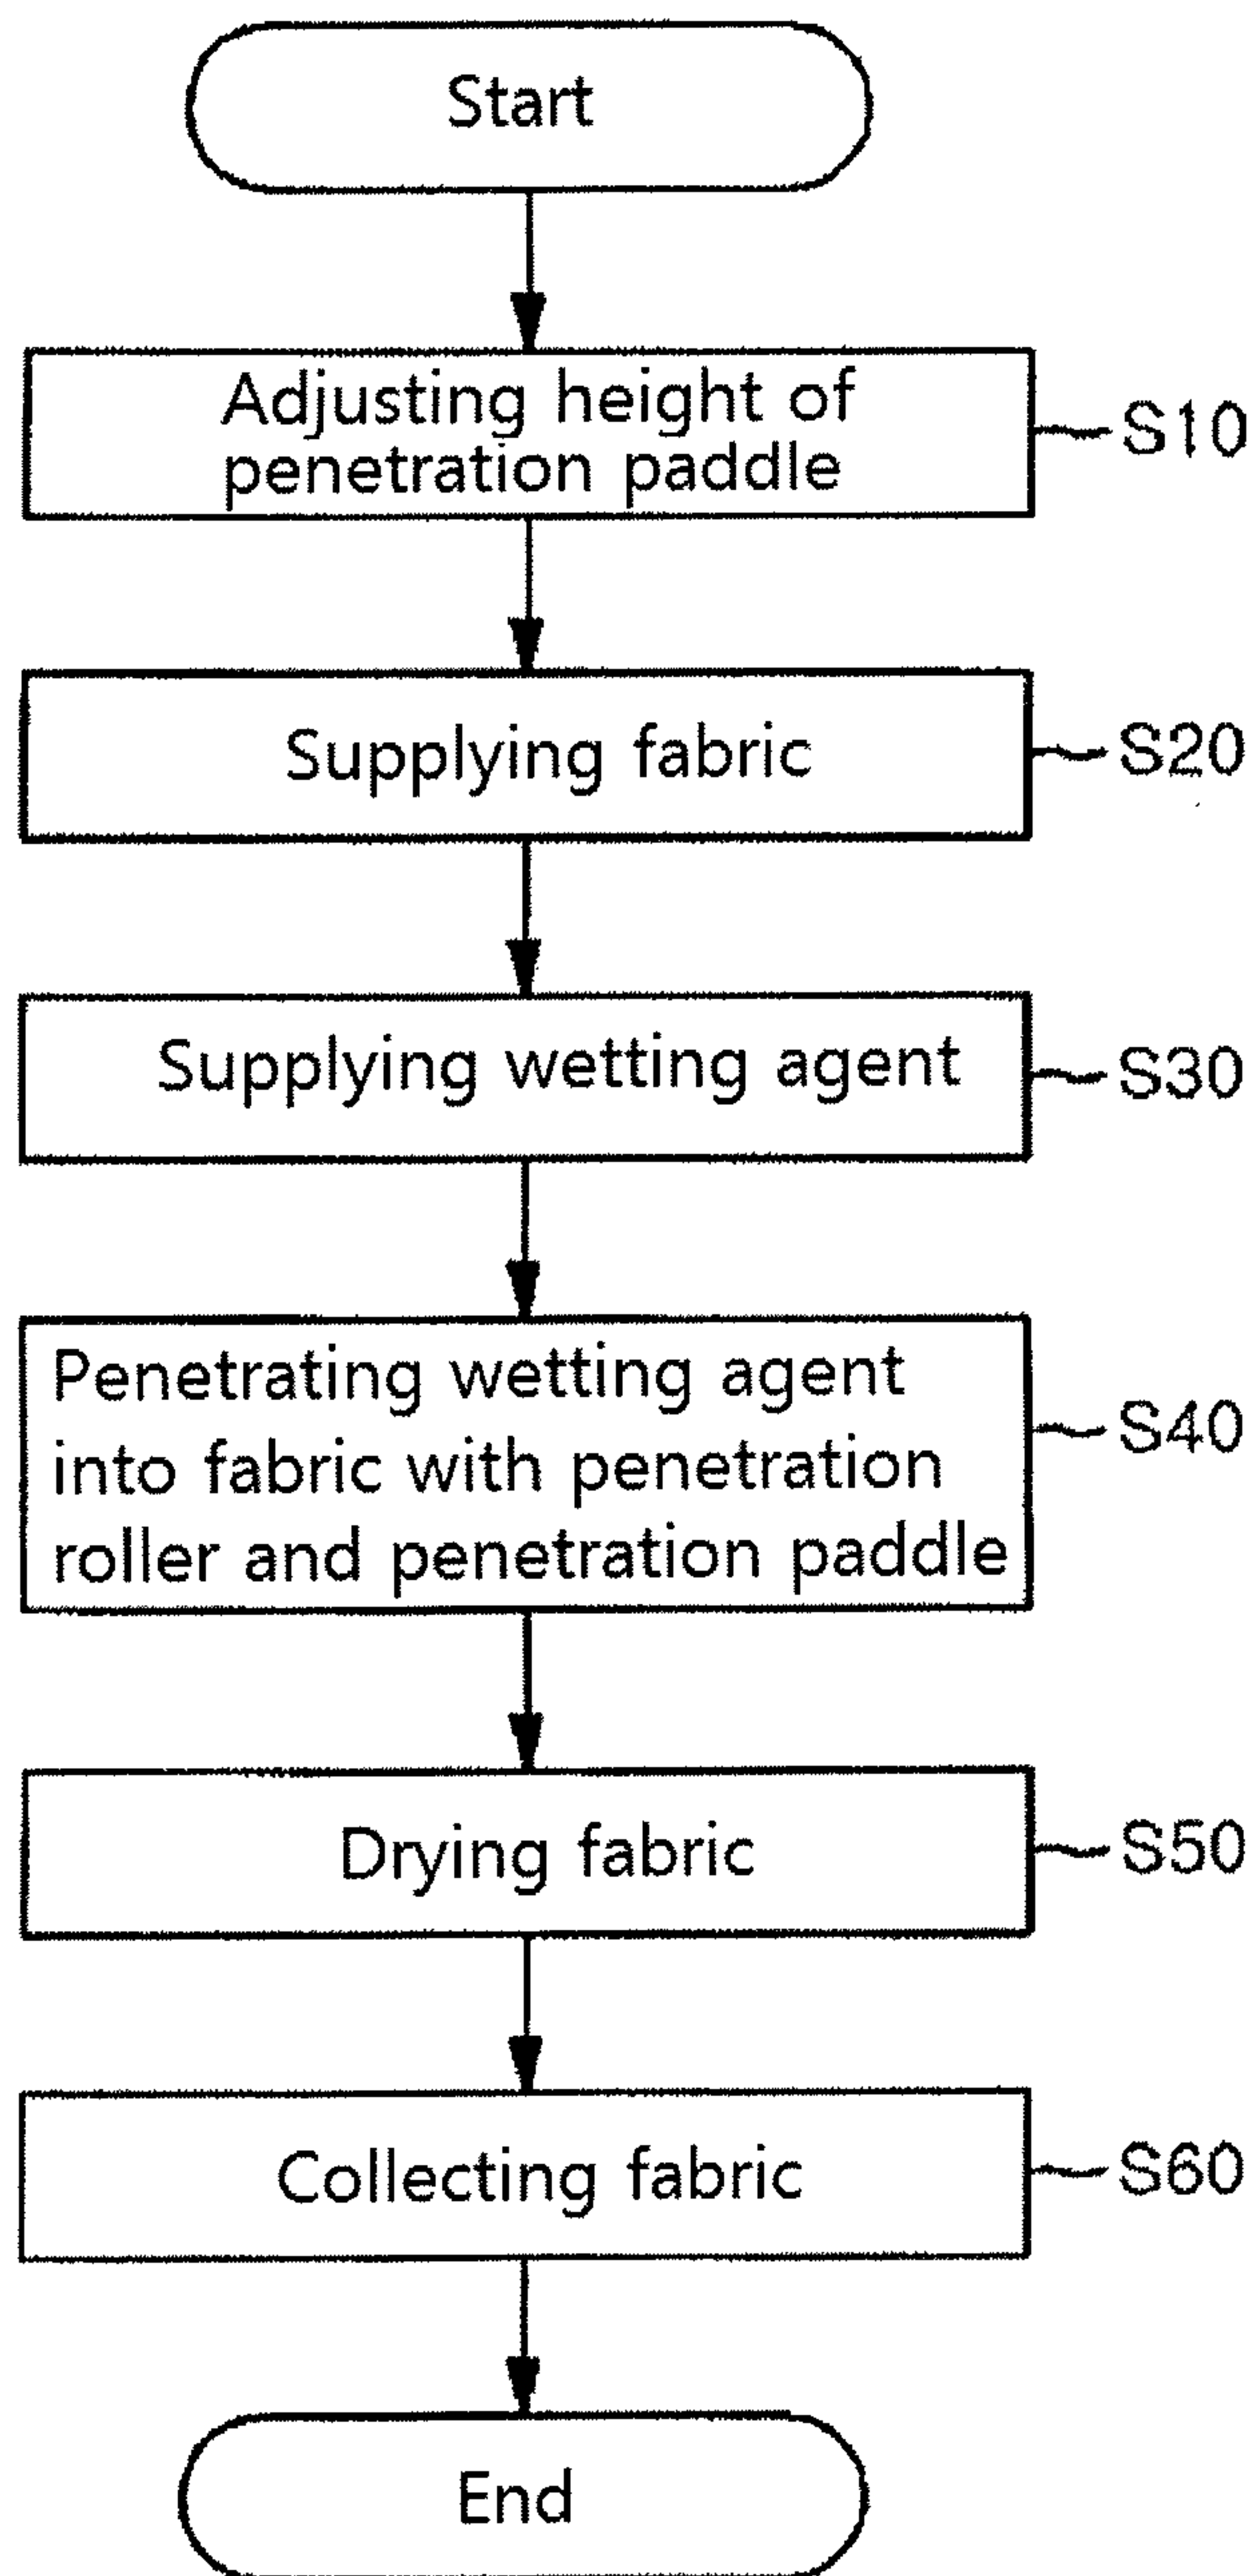 Start
Adjusting height of
penetration paddle
S10
Supplying fabric
S20
Supplying wetting agent
S30
Penetrating wetting agent
into fabric with penetration
roller and penetration paddle
S40
Drying fabric
S50
Collecting fabric
S60
End